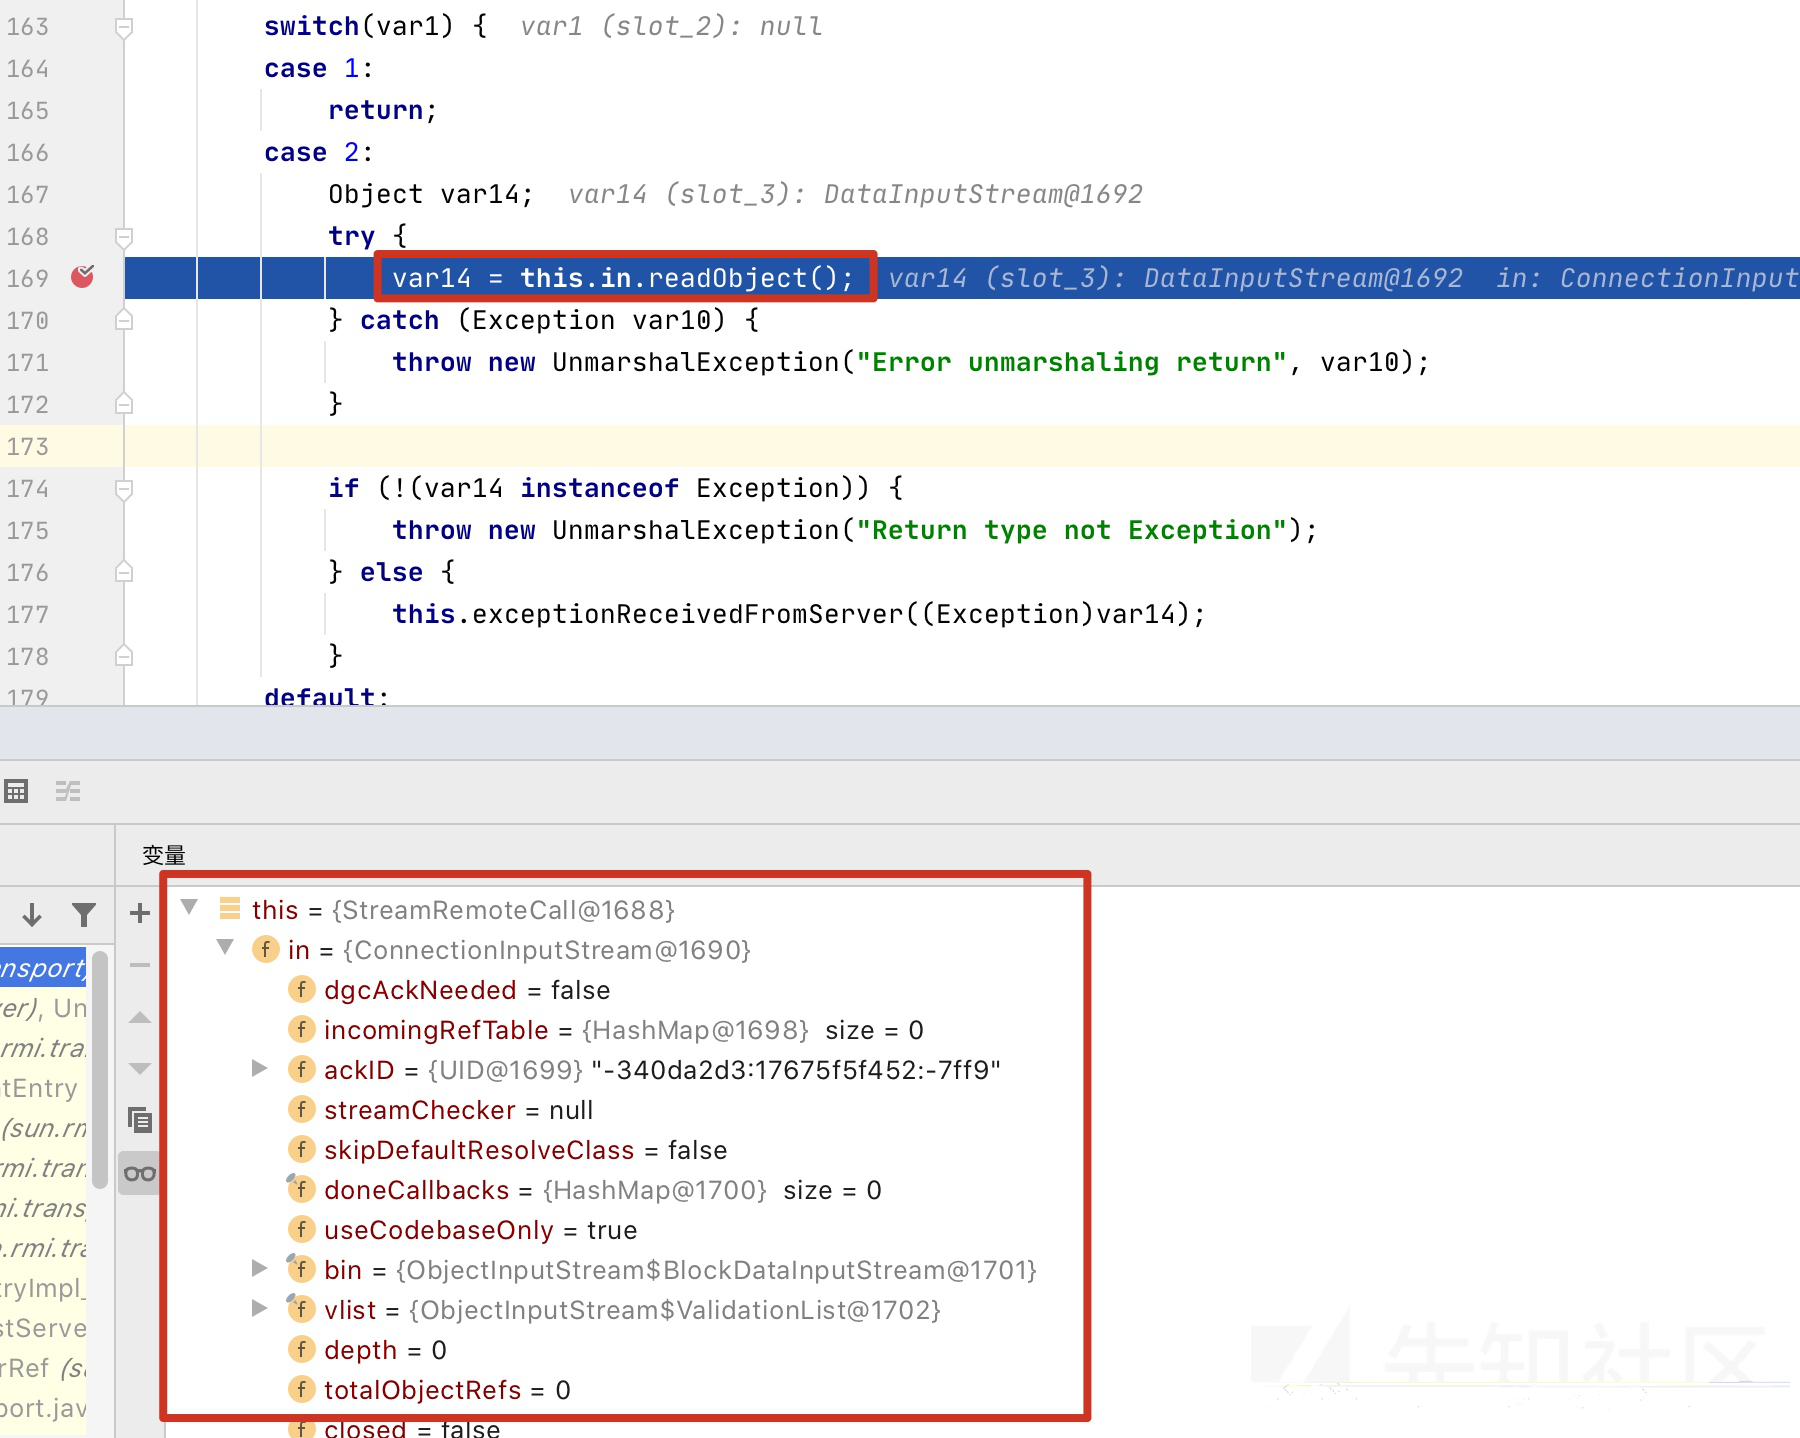 163 switch(var1) { var1 (slot_2): null
164 case 1:
165 return;
166 case 2:
167 Object var14; var14 (slot_3): DataInputStream@1692
168 try {
169 var14 = this.in.readObject(); var14 (slot_3): DataInputStream@1692 in: ConnectionInput
170 } catch (Exception var10) {
171 throw new UnmarshalException("Error unmarshaling return", var10);
172 }
173
174 if (!(var14 instanceof Exception)) {
175 throw new UnmarshalException("Return type not Exception");
176 } else {
177 this.exceptionReceivedFromServer((Exception)var14);
178 }
179 default:
变量
this = {StreamRemoteCall@1688}
in = {ConnectionInputStream@1690}
dgcAckNeeded = false
incomingRefTable = {HashMap@1698} size = 0
ackID = {UID@1699} "-340da2d3:17675f5f452:-7ff9"
streamChecker = null
skipDefaultResolveClass = false
doneCallbacks = {HashMap@1700} size = 0
useCodebaseOnly = true
bin = {ObjectInputStream$BlockDataInputStream@1701}
vlist = {ObjectInputStream$ValidationList@1702}
depth = 0
totalObjectRefs = 0
closed = false
nsport)
er), Un
rmi.tra
tEntry
(sun.rm
mi.tran
ni.trans
.rmi.tra
tryImpl_
stServe
rRef (su
port.jav
先知社区